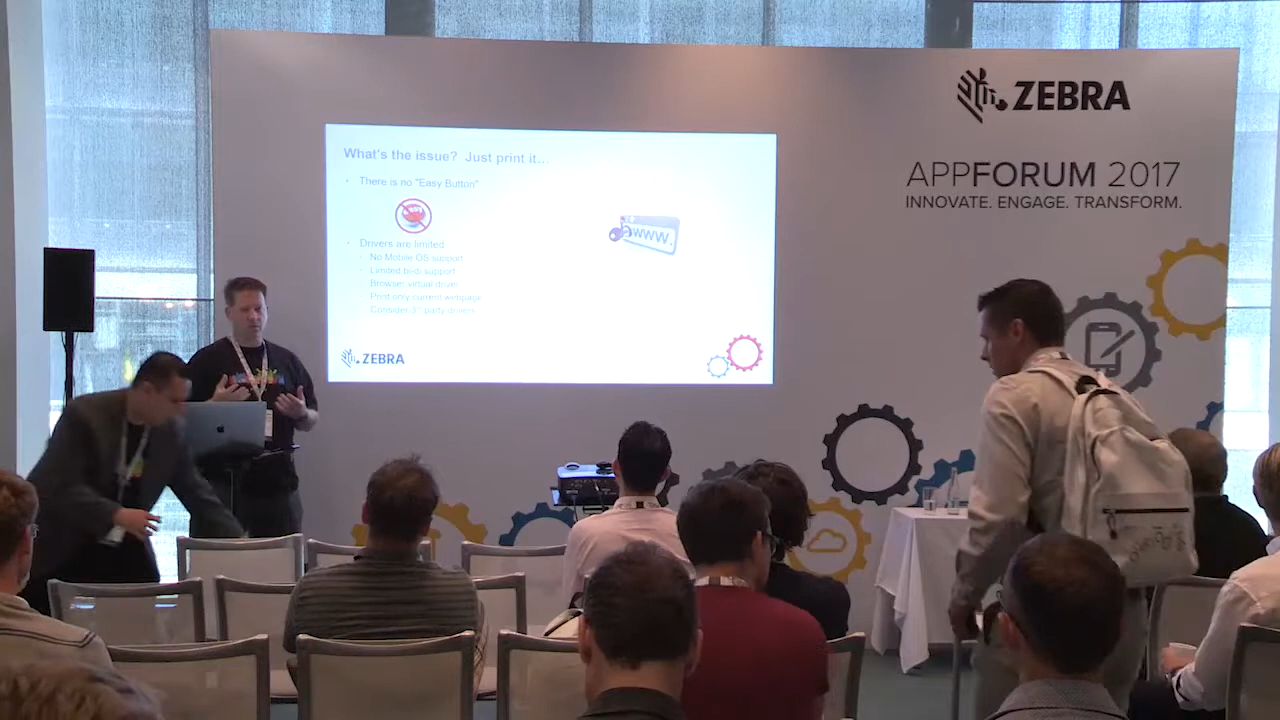 What's the issue? Just print it...
• There is no "Easy Button"
• Drivers are limited
• No Mobile OS support
• Limited bi-di support
• Browser virtual driver
• Print only current webpage
• Consider 3rd party drivers
www.
ZEBRA
ZEBRA
APPFORUM 2017
INNOVATE. ENGAGE. TRANSFORM.